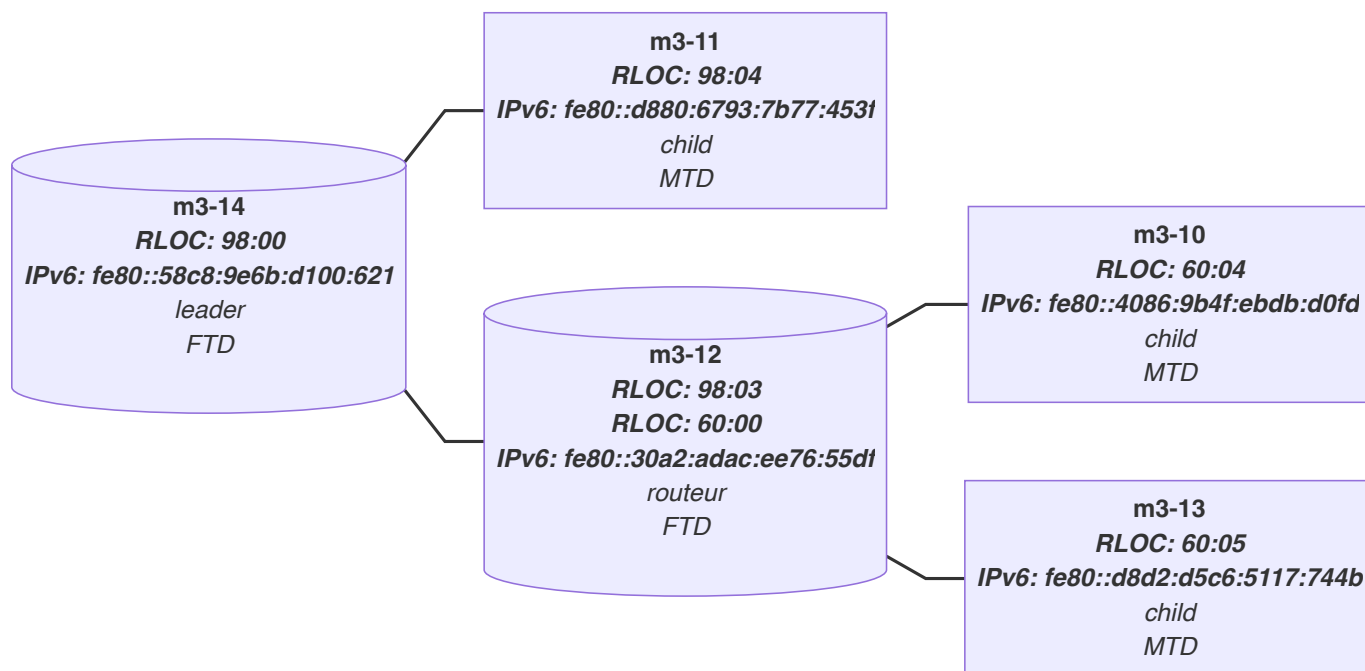 m3-11
RLOC: 98:04
IPv6: fe80::d880:6793:7b77:453f
child
MTD
m3-14
RLOC: 98:00
IPv6: fe80::58c8:9e6b:d100:621
leader
FTD
m3-10
RLOC: 60:04
IPv6: fe80::4086:9b4f:ebdb:d0fd
child
MTD
m3-12
RLOC: 98:03
RLOC: 60:00
IPv6: fe80::30a2:adac:ee76:55df
routeur
FTD
m3-13
RLOC: 60:05
IPv6: fe80::d8d2:d5c6:5117:744b
child
MTD